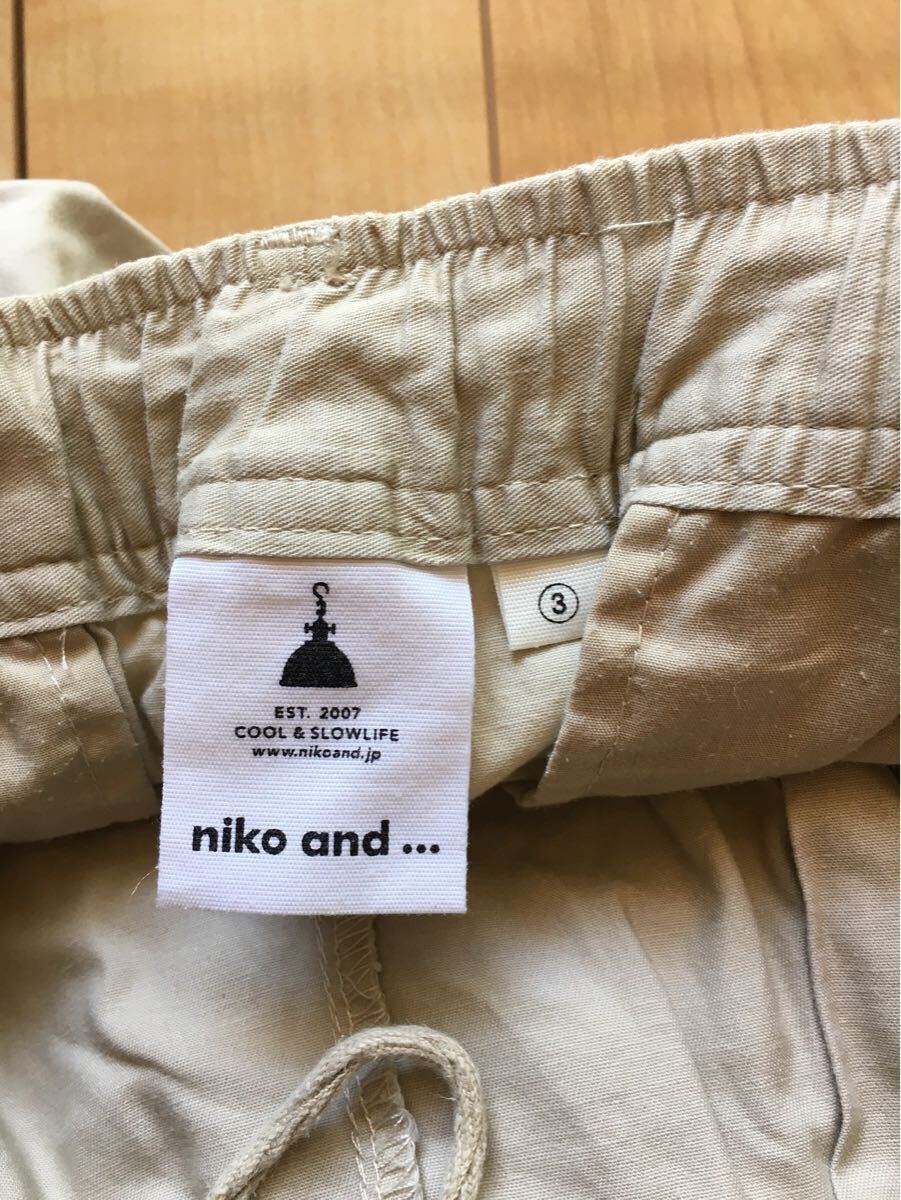 EST. 2007
COOL & SLOWLIFE
www.nikoand.jp
niko and ...
③